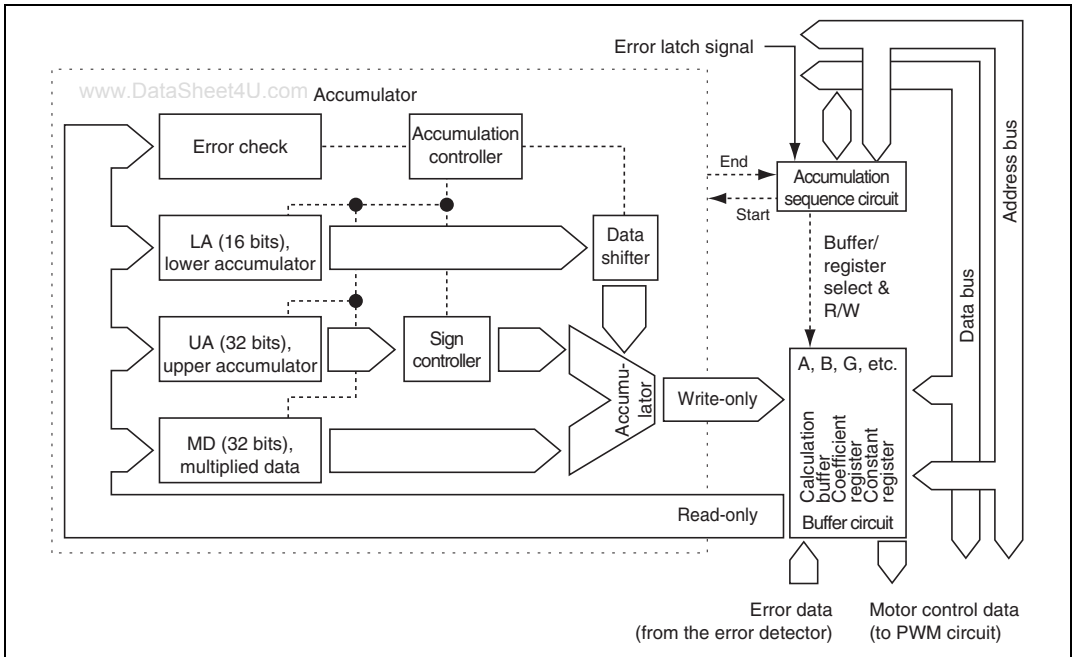 Error latch signal
www.DataSheet4U.com
Accumulator
Error check
Accumulation
controller
End
Start
Accumulation
sequence circuit
Address bus
Data bus
LA (16 bits),
lower accumulator
Data
shifter
Buffer/
register
select &
R/W
UA (32 bits),
upper accumulator
Sign
controller
Accumu-
lator
Write-only
A, B, G, etc.
Calculation
buffer
Coefficient
register
Constant
register
Buffer circuit
MD (32 bits),
multiplied data
Read-only
Error data
(from the error detector)
Motor control data
(to PWM circuit)